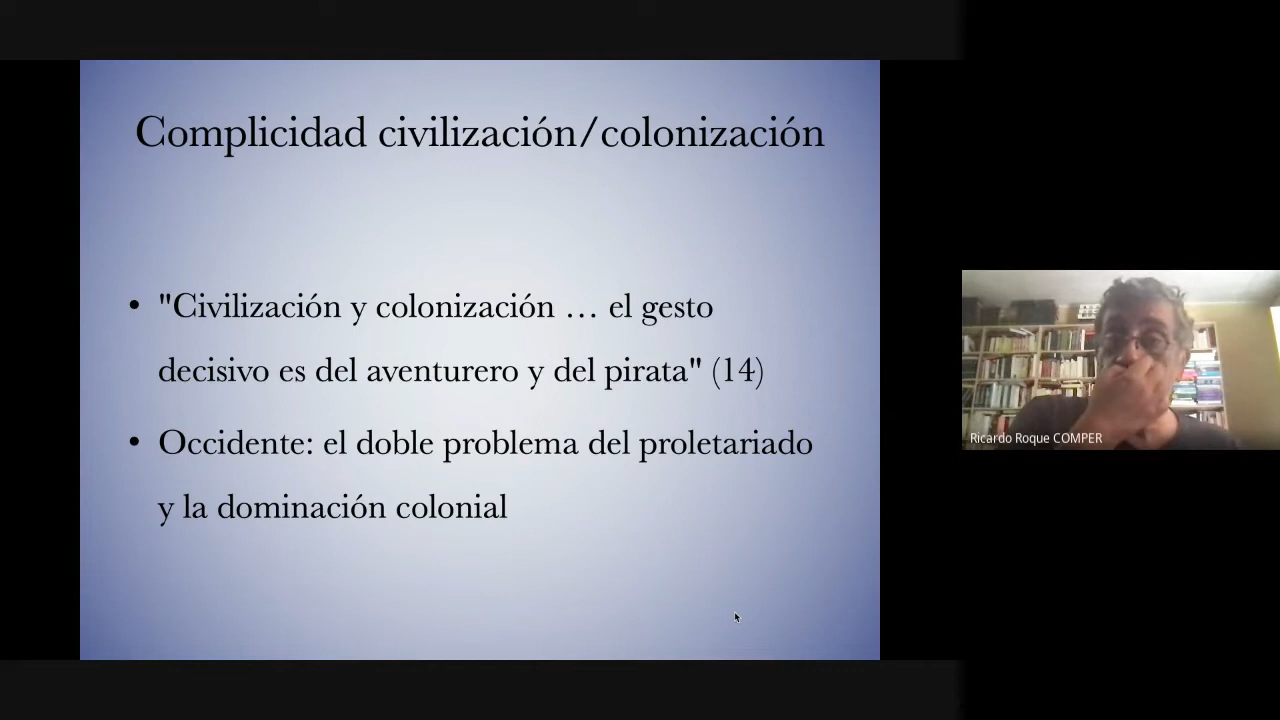 Complicidad civilización/colonización
• "Civilización y colonización … el gesto
decisivo es del aventurero y del pirata" (14)
• Occidente: el doble problema del proletariado
y la dominación colonial
Ricardo Roque COMPER